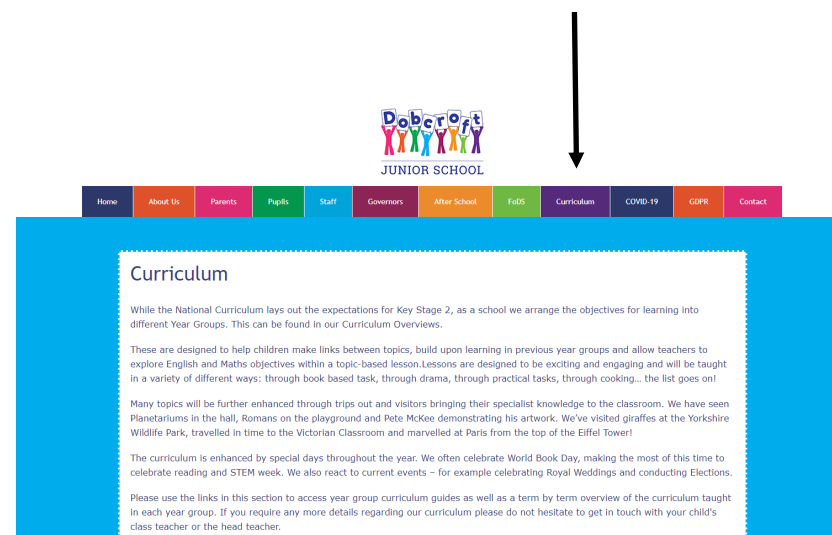 Dobcroft
JUNIOR SCHOOL
Home About Us Parents Pupils Staff Governors After School FoDS Curriculum COVID-19 GDPR Contact
Curriculum
While the National Curriculum lays out the expectations for Key Stage 2, as a school we arrange the objectives for learning into
different Year Groups. This can be found in our Curriculum Overviews.
These are designed to help children make links between topics, build upon learning in previous year groups and allow teachers to
explore English and Maths objectives within a topic-based lesson.Lessons are designed to be exciting and engaging and will be taught
in a variety of different ways: through book based task, through drama, through practical tasks, through cooking… the list goes on!
Many topics will be further enhanced through trips out and visitors bringing their specialist knowledge to the classroom. We have seen
Planetariums in the hall, Romans on the playground and Pete McKee demonstrating his artwork. We’ve visited giraffes at the Yorkshire
Wildlife Park, travelled in time to the Victorian Classroom and marvelled at Paris from the top of the Eiffel Tower!
The curriculum is enhanced by special days throughout the year. We often celebrate World Book Day, making the most of this time to
celebrate reading and STEM week. We also react to current events – for example celebrating Royal Weddings and conducting Elections.
Please use the links in this section to access year group curriculum guides as well as a term by term overview of the curriculum taught
in each year group. If you require any more details regarding our curriculum please do not hesitate to get in touch with your child's
class teacher or the head teacher.